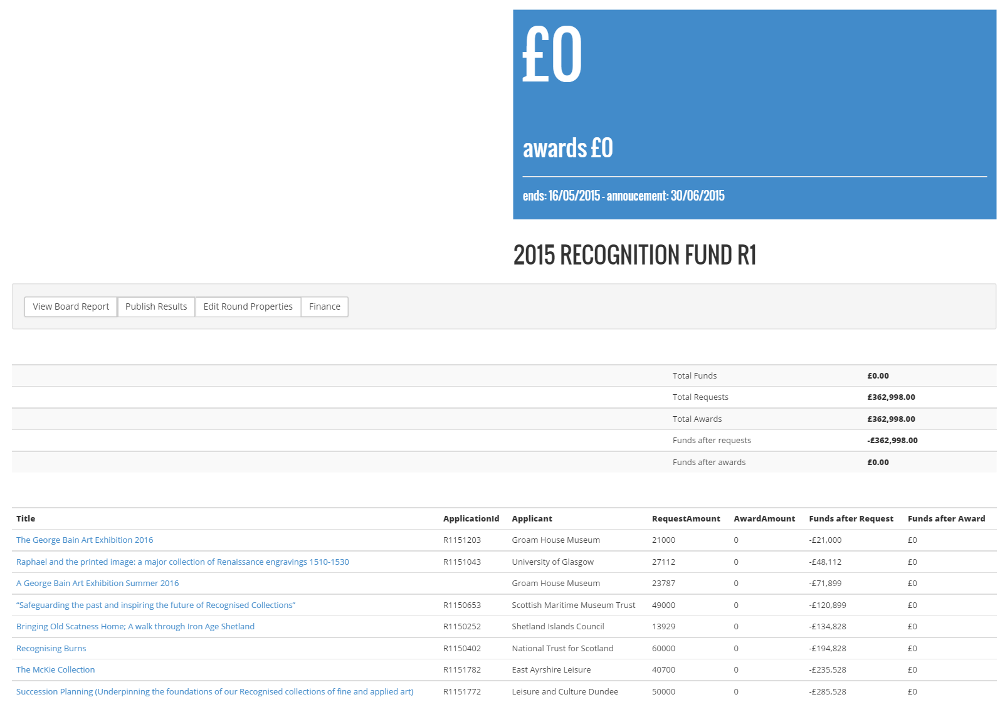 £0
awards £0
ends: 16/05/2015 - annoucement: 30/06/2015
2015 RECOGNITION FUND R1
View Board Report Publish Results Edit Round Properties Finance
Total Funds £0.00
Total Requests £362,998.00
Total Awards £362,998.00
Funds after requests -£362,998.00
Funds after awards £0.00
Title ApplicationId Applicant RequestAmount AwardAmount Funds after Request Funds after Award
The George Bain Art Exhibition 2016 R1151203 Groam House Museum 21000 0 -£21,000 £0
Raphael and the printed image: a major collection of Renaissance engravings 1510-1530 R1151043 University of Glasgow 27112 0 -£48,112 £0
A George Bain Art Exhibition Summer 2016 Groam House Museum 23787 0 -£71,899 £0
“Safeguarding the past and inspiring the future of Recognised Collections” R1150653 Scottish Maritime Museum Trust 49000 0 -£120,899 £0
Bringing Old Scatness Home; A walk through Iron Age Shetland R1150252 Shetland Islands Council 13929 0 -£134,828 £0
Recognising Burns R1150402 National Trust for Scotland 60000 0 -£194,828 £0
The McKie Collection R1151782 East Ayrshire Leisure 40700 0 -£235,528 £0
Succession Planning (Underpinning the foundations of our Recognised collections of fine and applied art) R1151772 Leisure and Culture Dundee 50000 0 -£285,528 £0